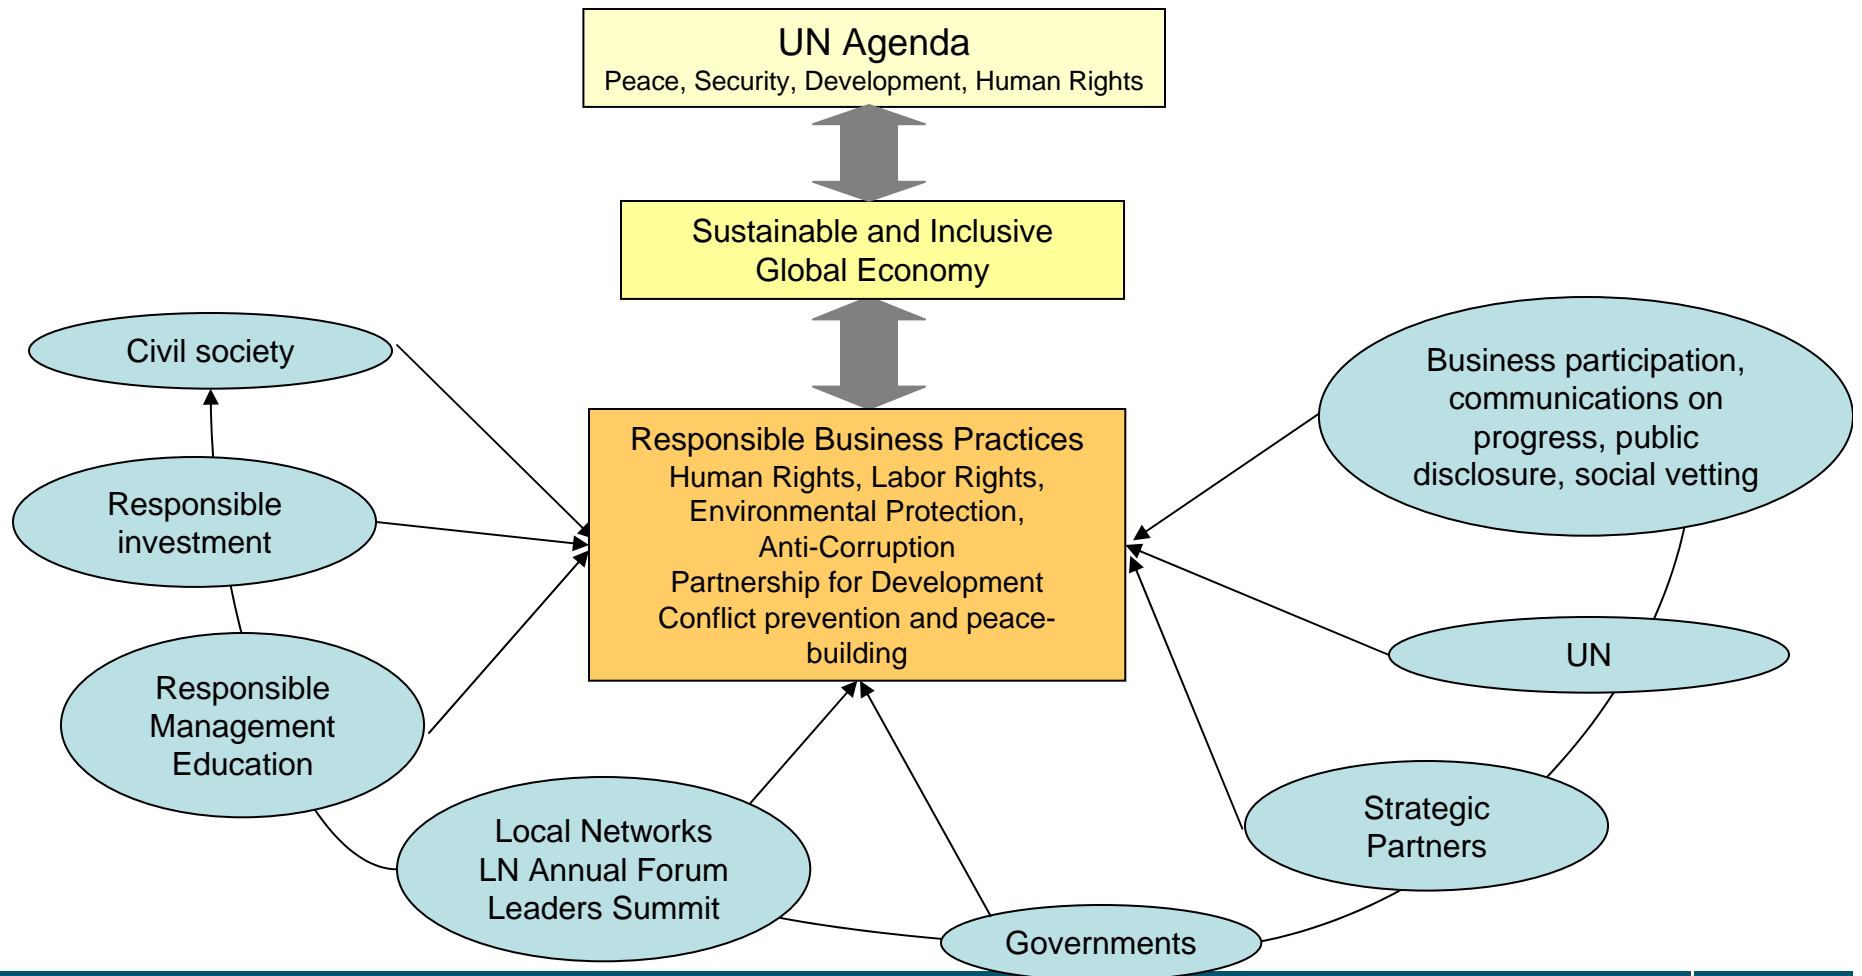 UN Agenda
Peace, Security, Development, Human Rights
Sustainable and Inclusive
Global Economy
Civil society
Responsible
investment
Responsible
Management
Education
Responsible Business Practices
Human Rights, Labor Rights,
Environmental Protection,
Anti-Corruption
Partnership for Development
Conflict prevention and peace-
building
Business participation,
communications on
progress, public
disclosure, social vetting
UN
Strategic
Partners
Local Networks
LN Annual Forum
Leaders Summit
Governments